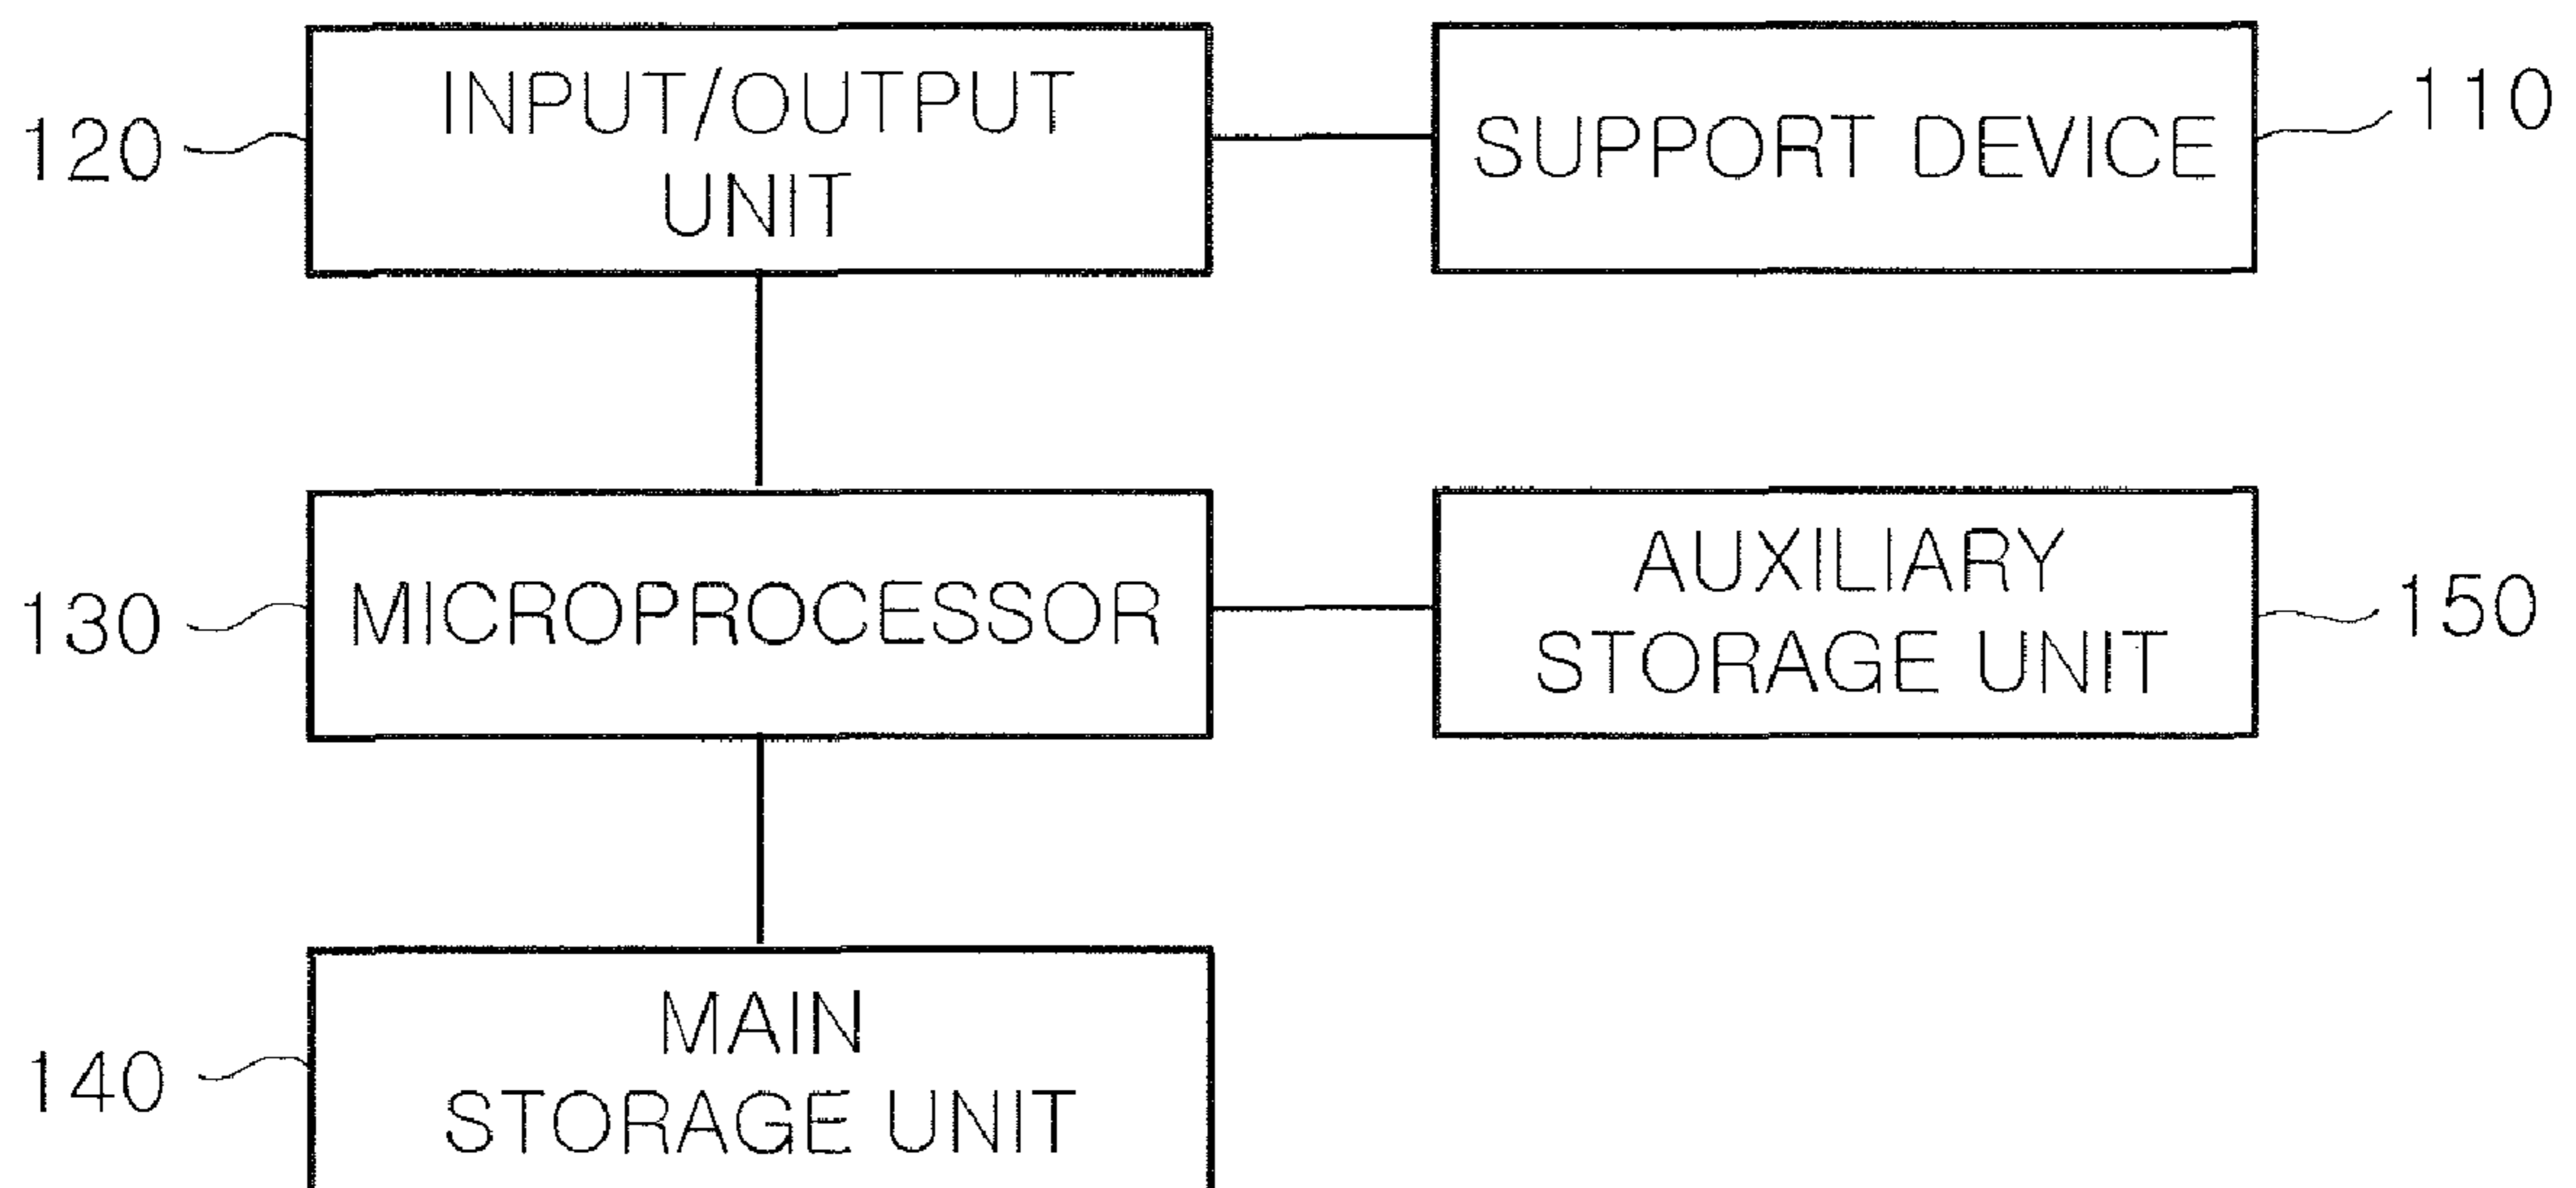 120
INPUT/OUTPUT
UNIT
SUPPORT DEVICE
110
130
MICROPROCESSOR
AUXILIARY
STORAGE UNIT
150
140
MAIN
STORAGE UNIT